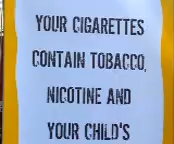 YOUR CIGARETTES
CONTAIN TOBACCO,
NICOTINE AND
YOUR CHILD'S